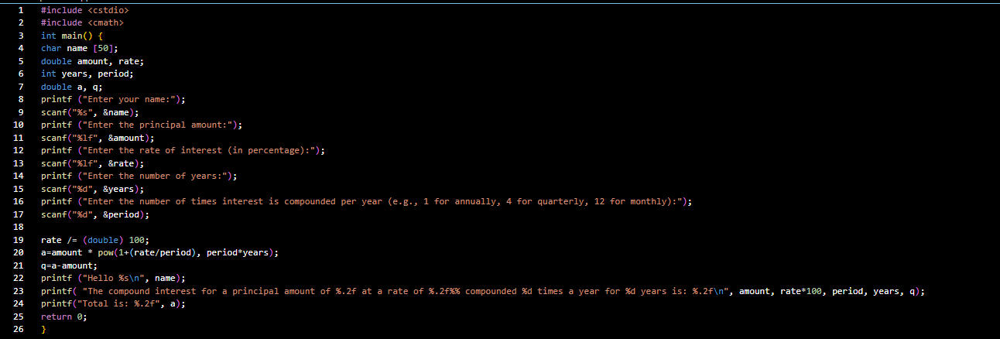 1 #include <cstdio>
2 #include <cmath>
3 int main() {
4 char name [50];
5 double amount, rate;
6 int years, period;
7 double a, q;
8 printf ("Enter your name:");
9 scanf("%s", &name);
10 printf ("Enter the principal amount:");
11 scanf("%lf", &amount);
12 printf ("Enter the rate of interest (in percentage):");
13 scanf("%lf", &rate);
14 printf ("Enter the number of years:");
15 scanf("%d", &years);
16 printf ("Enter the number of times interest is compounded per year (e.g., 1 for annually, 4 for quarterly, 12 for monthly):");
17 scanf("%d", &period);
18
19 rate /= (double) 100;
20 a=amount * pow(1+(rate/period), period*years);
21 q=a-amount;
22 printf ("Hello %s\n", name);
23 printf( "The compound interest for a principal amount of %.2f at a rate of %.2f%% compounded %d times a year for %d years is: %.2f\n", amount, rate*100, period, years, q);
24 printf("Total is: %.2f", a);
25 return 0;
26 }